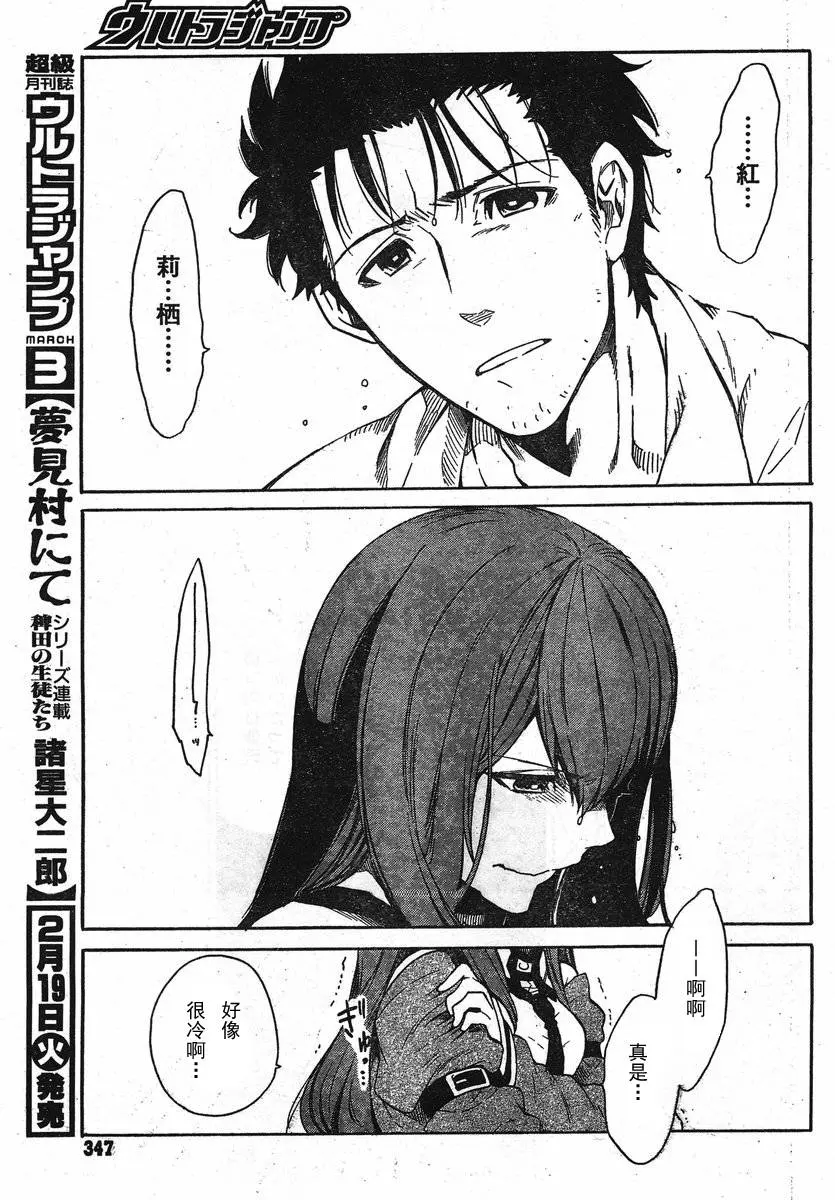 ウルトラジャンプ
……紅…
莉…栖……
——……
——啊啊
真是…
好像
很冷啊…
超級
月刊誌
ウルトラジャンプ
MARCH
3
【夢見村にて
シリーズ連載
稗田の生徒たち
諸星大二郎】
2月19日㊋発売
347